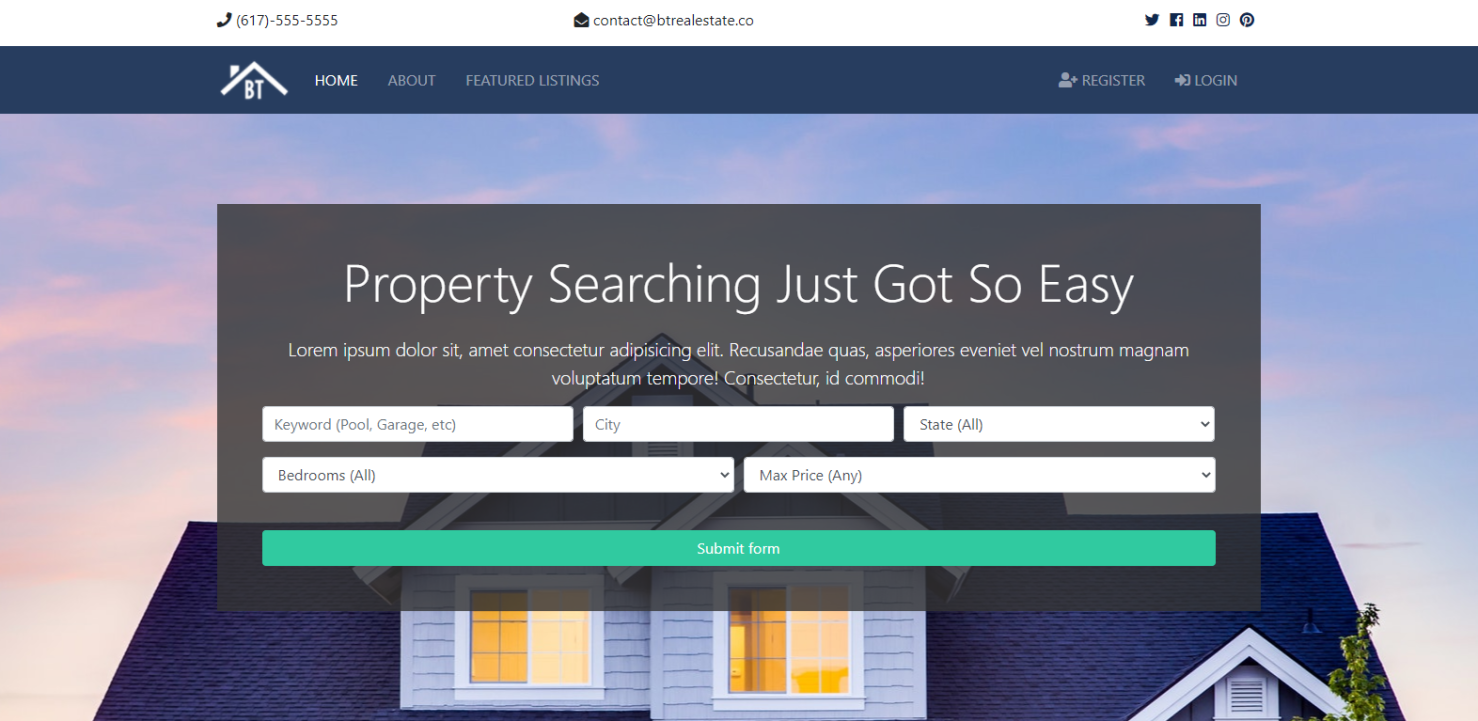 (617)-555-5555
contact@btrealestate.co
BT
HOME
ABOUT
FEATURED LISTINGS
REGISTER
LOGIN
Property Searching Just Got So Easy
Lorem ipsum dolor sit, amet consectetur adipisicing elit. Recusandae quas, asperiores eveniet vel nostrum magnam
voluptatum tempore! Consectetur, id commodi!
Keyword (Pool, Garage, etc)
City
State (All)
Bedrooms (All)
Max Price (Any)
Submit form